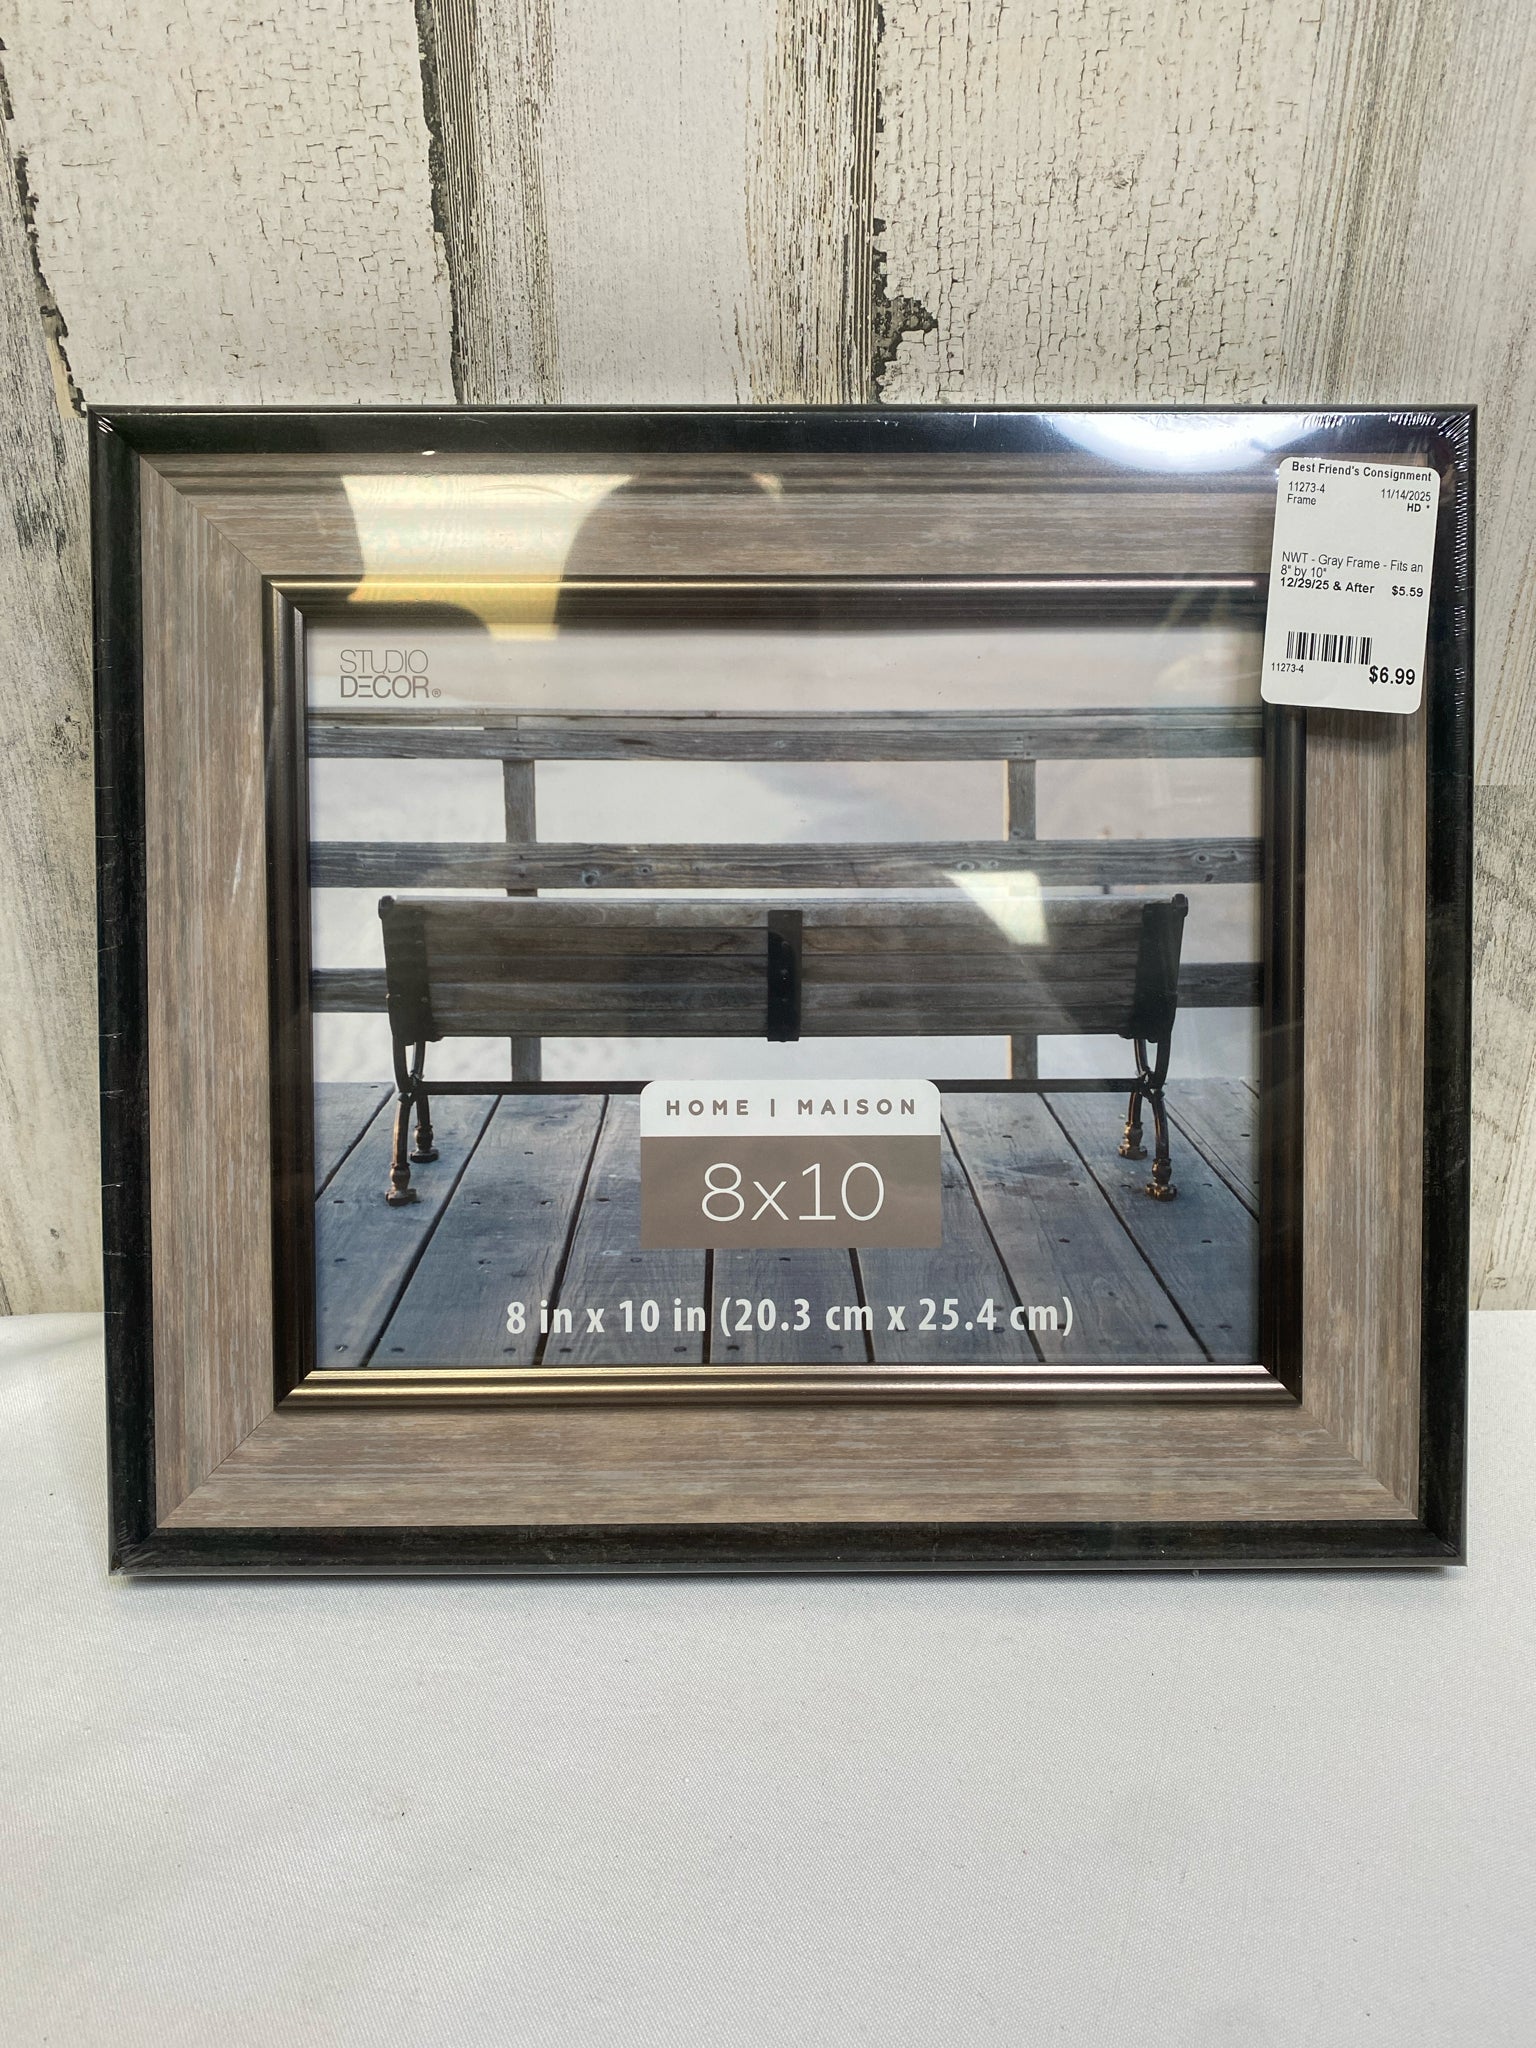 Best Friend's Consignment
11273-4 11/14/2025
Frame HD *
NWT - Gray Frame - Fits an
8" by 10"
12/29/25 & After $5.59
11273-4 $6.99
STUDIO
DECOR®
HOME | MAISON
8x10
8 in x 10 in (20.3 cm x 25.4 cm)